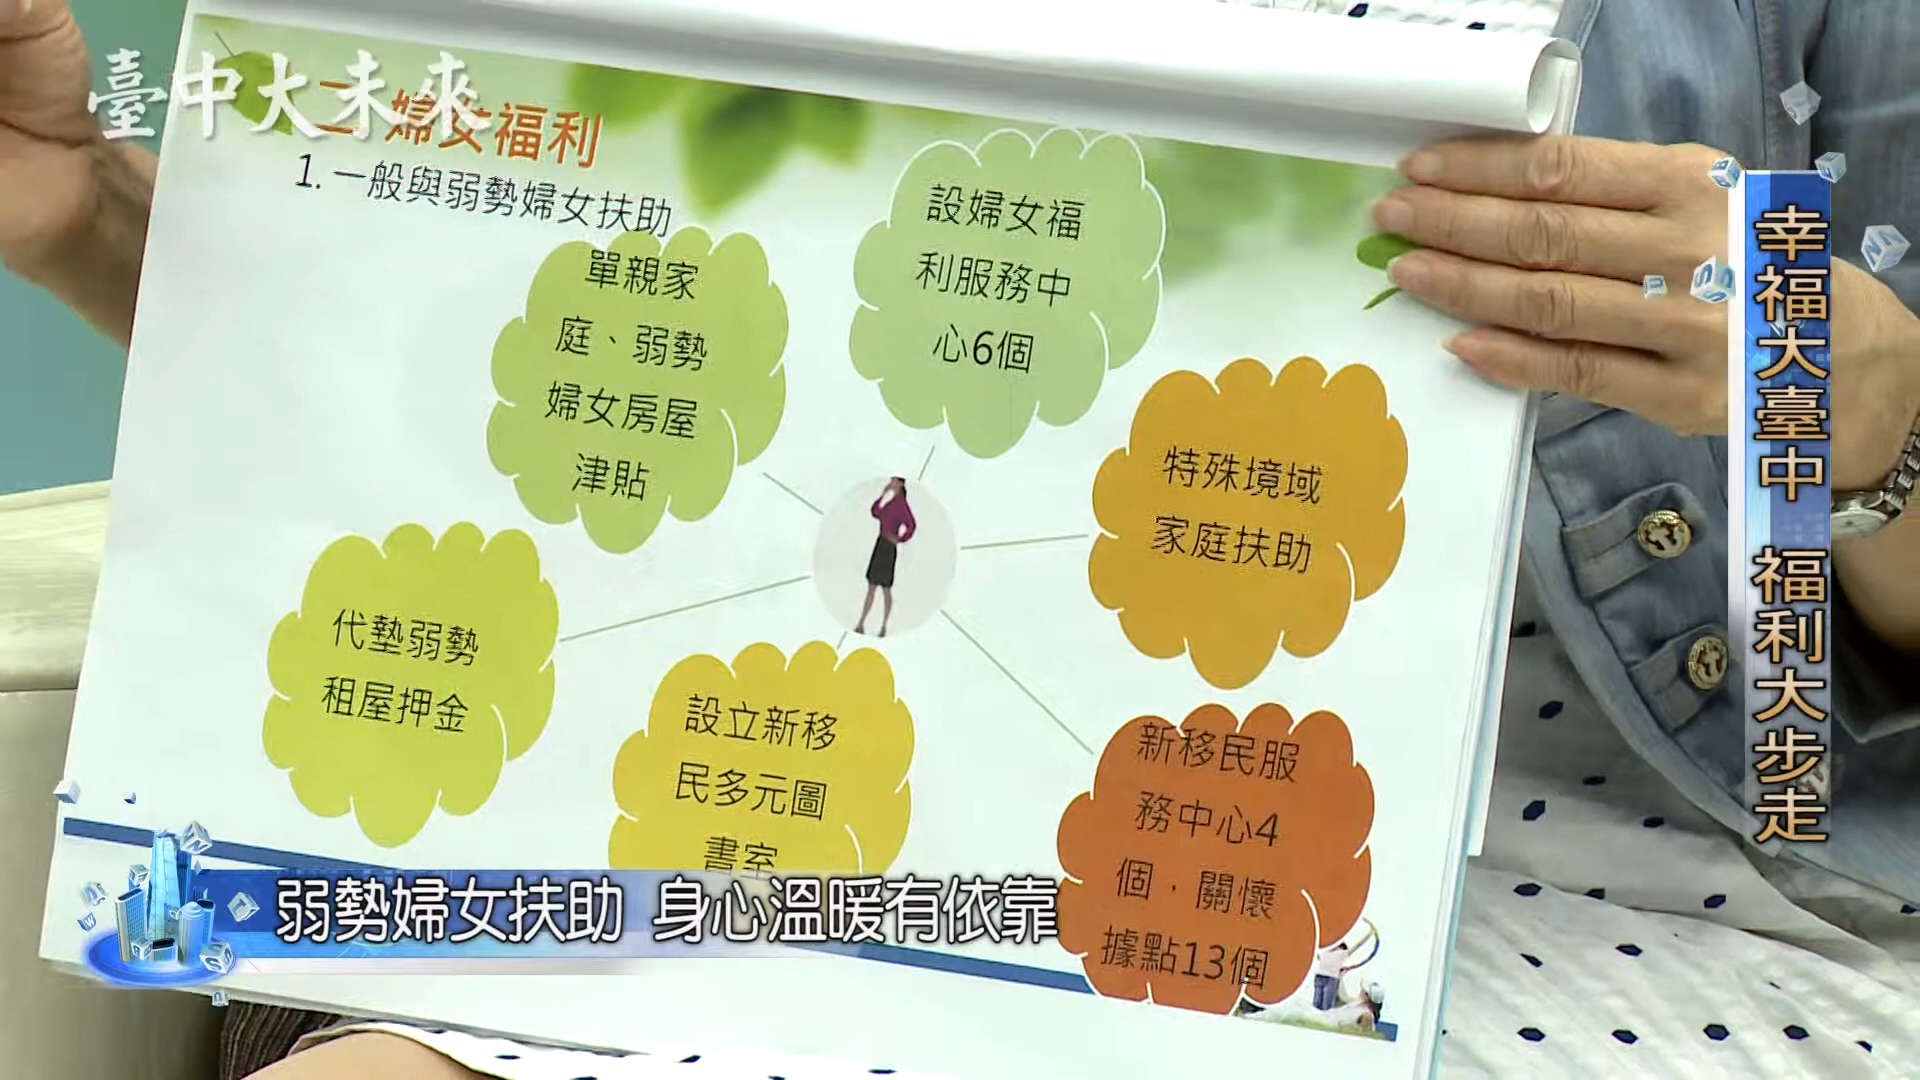 臺中大未來
二 婦女福利
1. 一般與弱勢婦女扶助
單親家
庭、弱勢
婦女房屋
津貼
設婦女福
利服務中
心6個
特殊境域
家庭扶助
代墊弱勢
租屋押金
設立新移
民多元圖
書室
新移民服
務中心4
個，關懷
據點13個
弱勢婦女扶助 身心溫暖有依靠
幸福大臺中 福利大步走